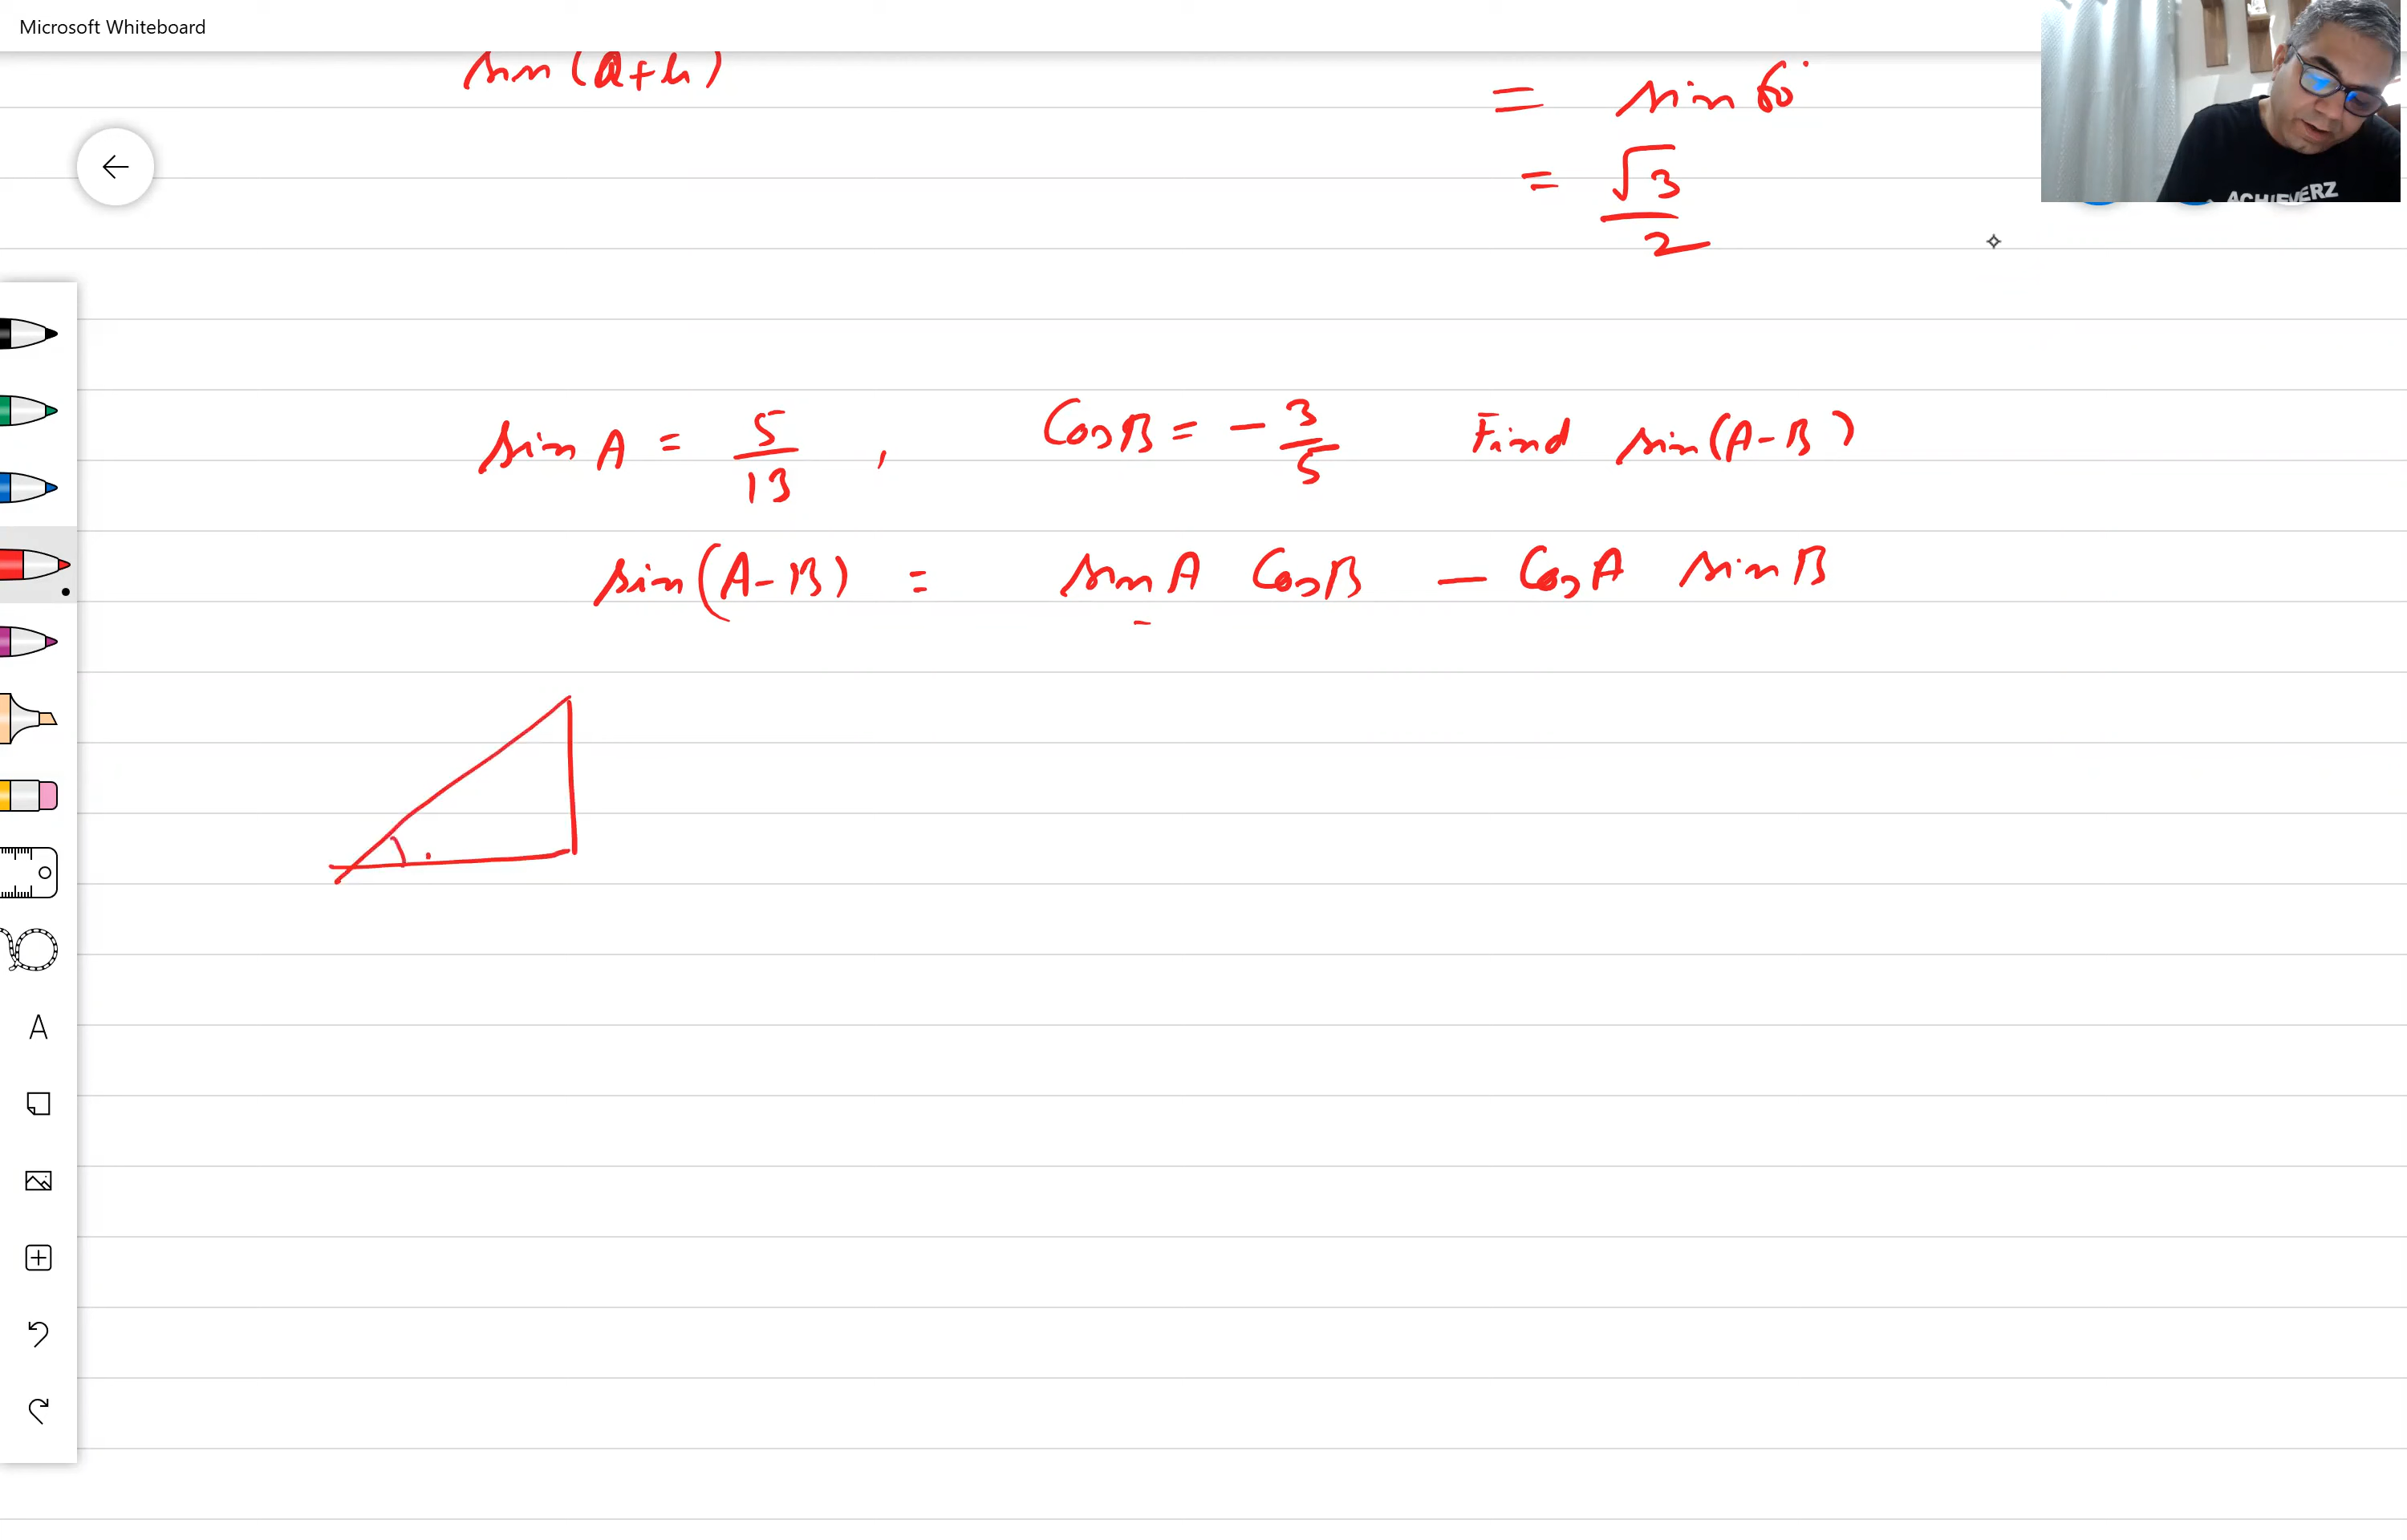 Microsoft Whiteboard
sin(a+b)
= sin 60°
= √3/2
ACHIEVERZ
sin A = 5/13 , Cos B = - 3/5 Find sin(A-B)
sin(A-B) = sin A Cos B - Cos A sin B
A